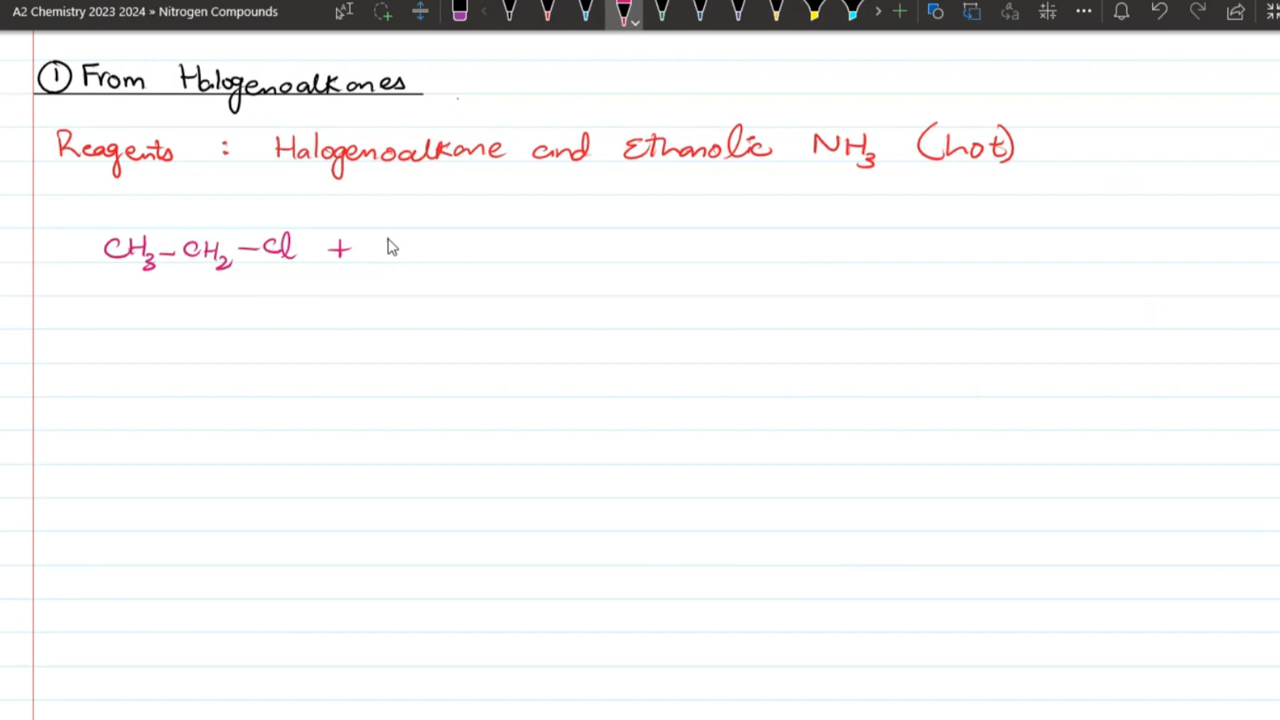 A2 Chemistry 2023 2024 » Nitrogen Compounds
① From Halogenoalkanes
Reagents : Halogenoalkane and Ethanolic NH₃ (hot)
CH₃–CH₂–Cl +